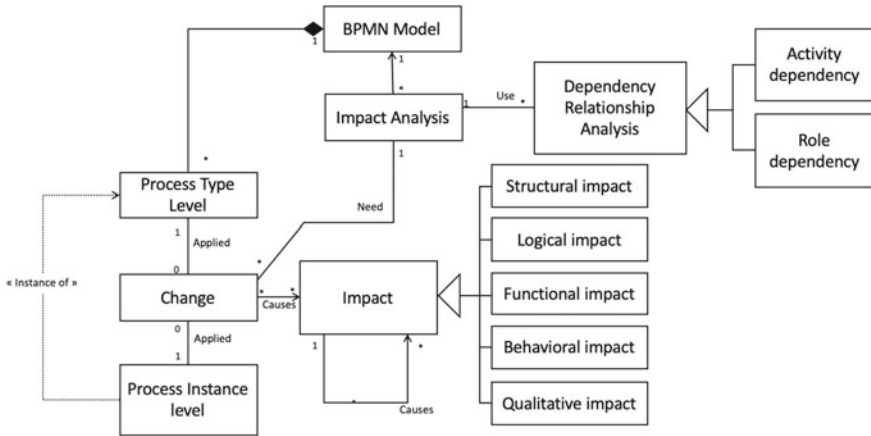 BPMN Model
1
1
*
Impact Analysis
1
1
Use
*
Dependency
Relationship
Analysis
Activity
dependency
Role
dependency
*
Process Type
Level
1
Applied
0
Need
*
« Instance of »
Change
*
*
Causes
Impact
0
Applied
1
Process Instance
level
1
*
Causes
Structural impact
Logical impact
Functional impact
Behavioral impact
Qualitative impact